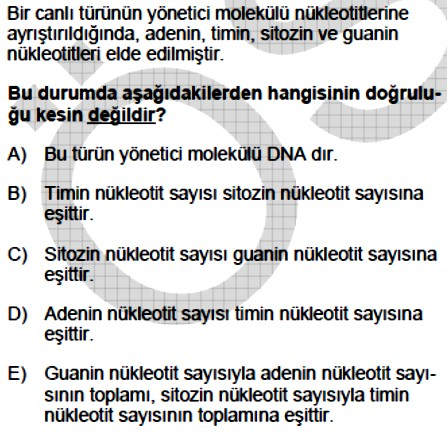 Bir canlı türünün yönetici molekülü nükleotitlerine
ayrıştırıldığında, adenin, timin, sitozin ve guanin
nükleotitleri elde edilmiştir.
Bu durumda aşağıdakilerden hangisinin doğrulu-
ğu kesin değildir?
A) Bu türün yönetici molekülü DNA dır.
B) Timin nükleotit sayısı sitozin nükleotit sayısına
eşittir.
C) Sitozin nükleotit sayısı guanin nükleotit sayısına
eşittir.
D) Adenin nükleotit sayısı timin nükleotit sayısına
eşittir.
E) Guanin nükleotit sayısıyla adenin nükleotit sayı-
sının toplamı, sitozin nükleotit sayısıyla timin
nükleotit sayısının toplamına eşittir.